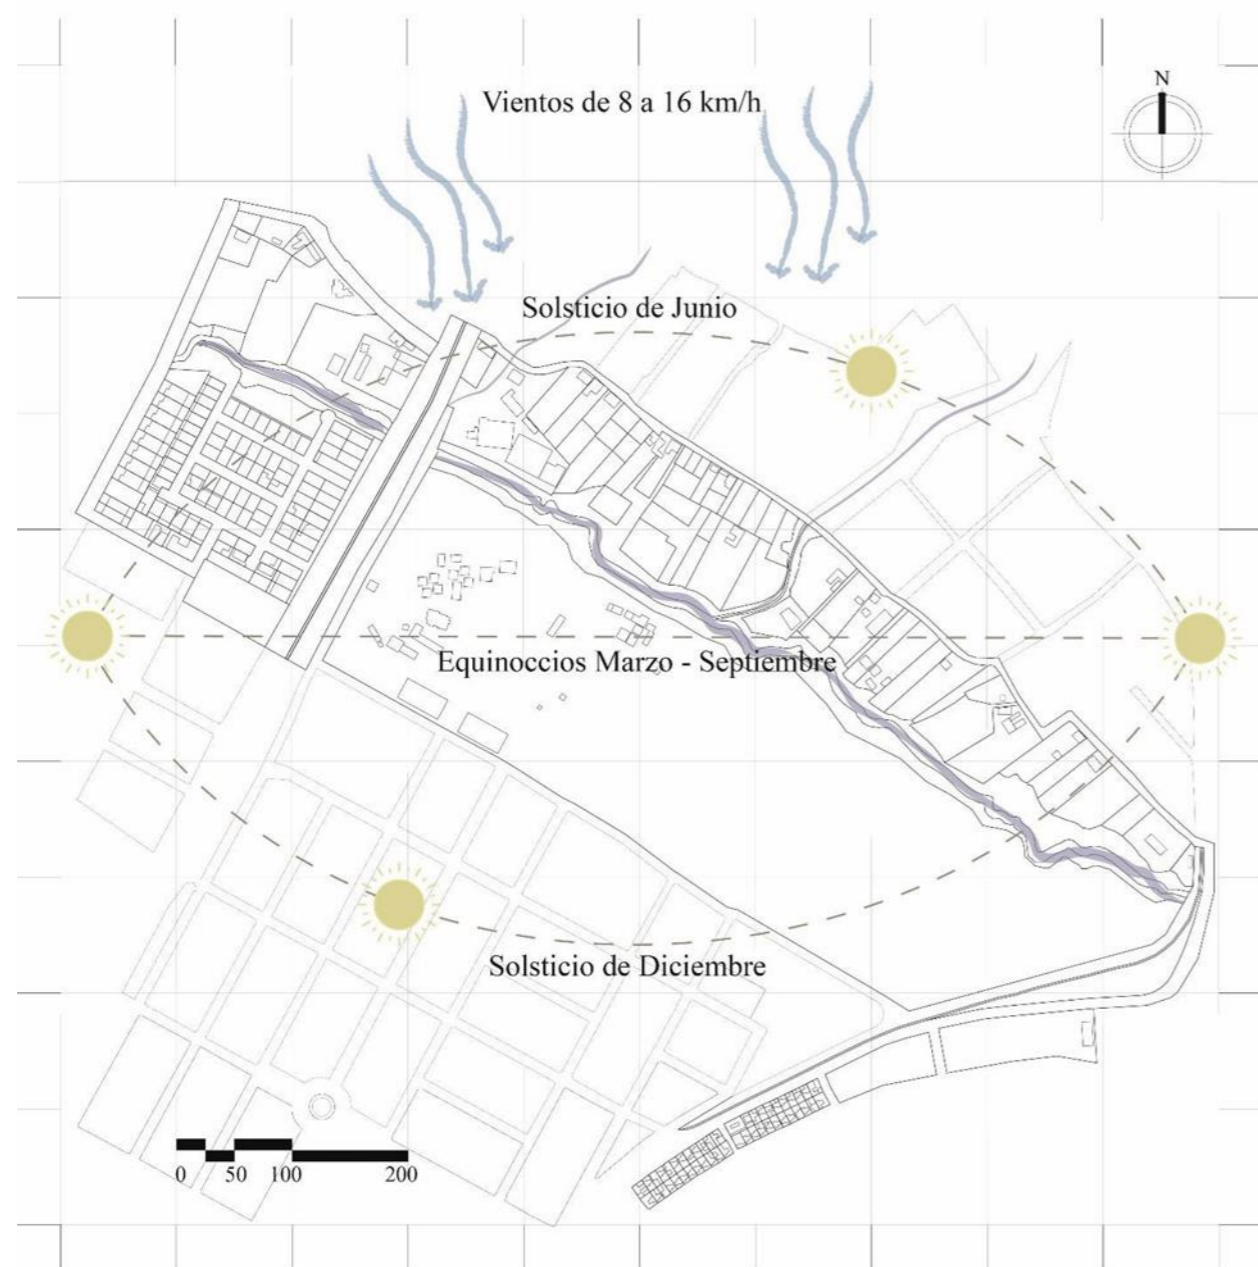 Vientos de 8 a 16 km/h
N
Solsticio de Junio
Equinoccios Marzo - Septiembre
Solsticio de Diciembre
0 50 100 200